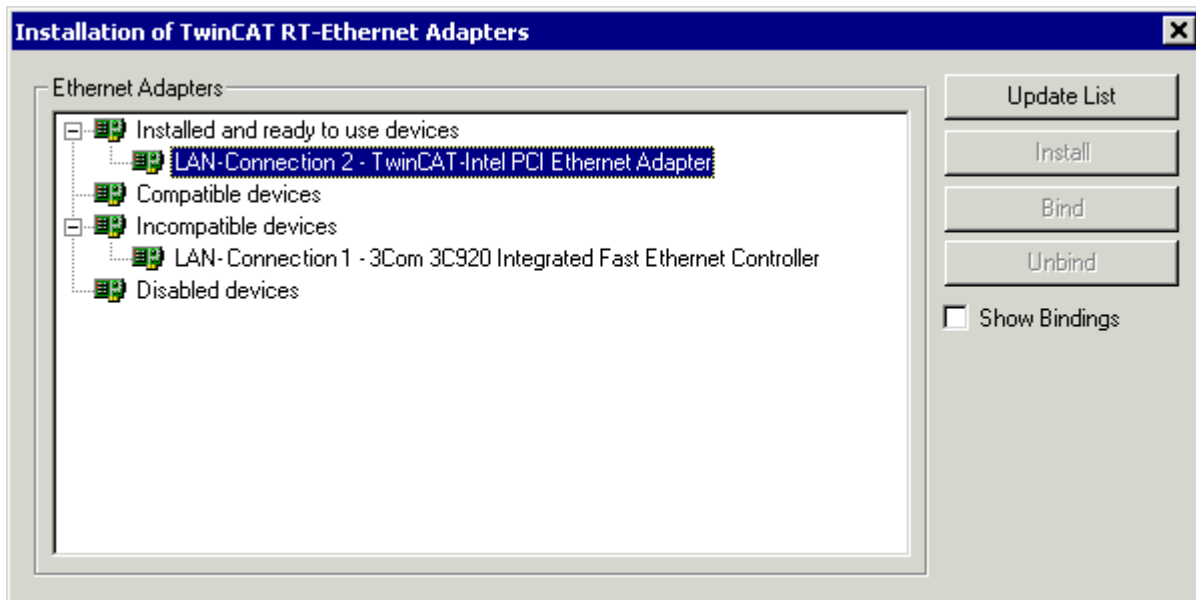 Installation of TwinCAT RT-Ethernet Adapters
Ethernet Adapters
Installed and ready to use devices
LAN-Connection 2 - TwinCAT-Intel PCI Ethernet Adapter
Compatible devices
Incompatible devices
LAN-Connection 1 - 3Com 3C920 Integrated Fast Ethernet Controller
Disabled devices
Update List
Install
Bind
Unbind
Show Bindings